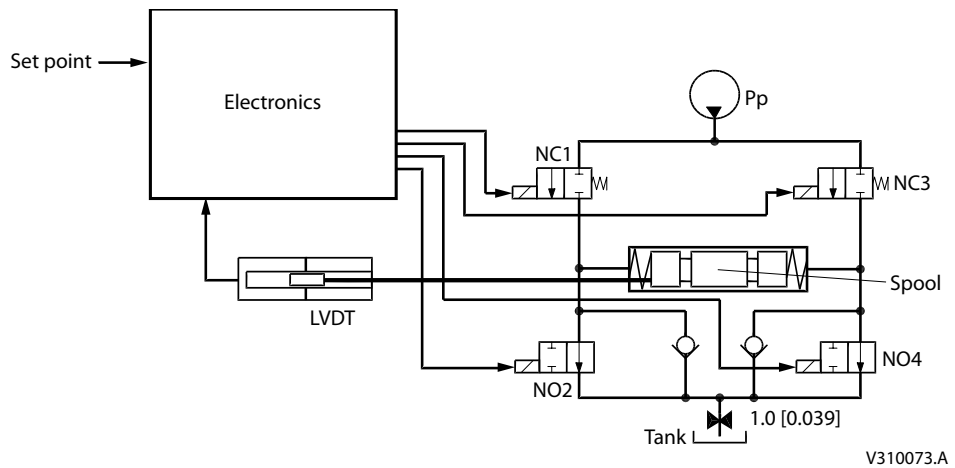 Set point
Electronics
Pp
NC1
NC3
Spool
LVDT
NO2
NO4
1.0 [0.039]
Tank
V310073.A